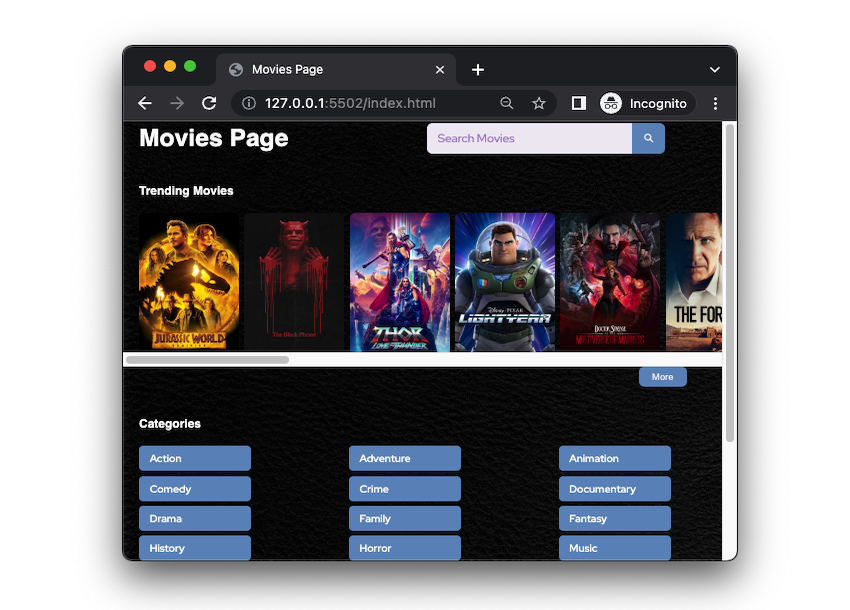 Movies Page
127.0.0.1:5502/index.html
Incognito
Movies Page
Search Movies
Trending Movies
JURASSIC WORLD
DOMINION
The Black Phone
THOR
LOVE AND THUNDER
DISNEY PIXAR
LIGHTYEAR
DOCTOR STRANGE
MULTIVERSE OF MADNESS
THE FOR
More
Categories
Action
Adventure
Animation
Comedy
Crime
Documentary
Drama
Family
Fantasy
History
Horror
Music